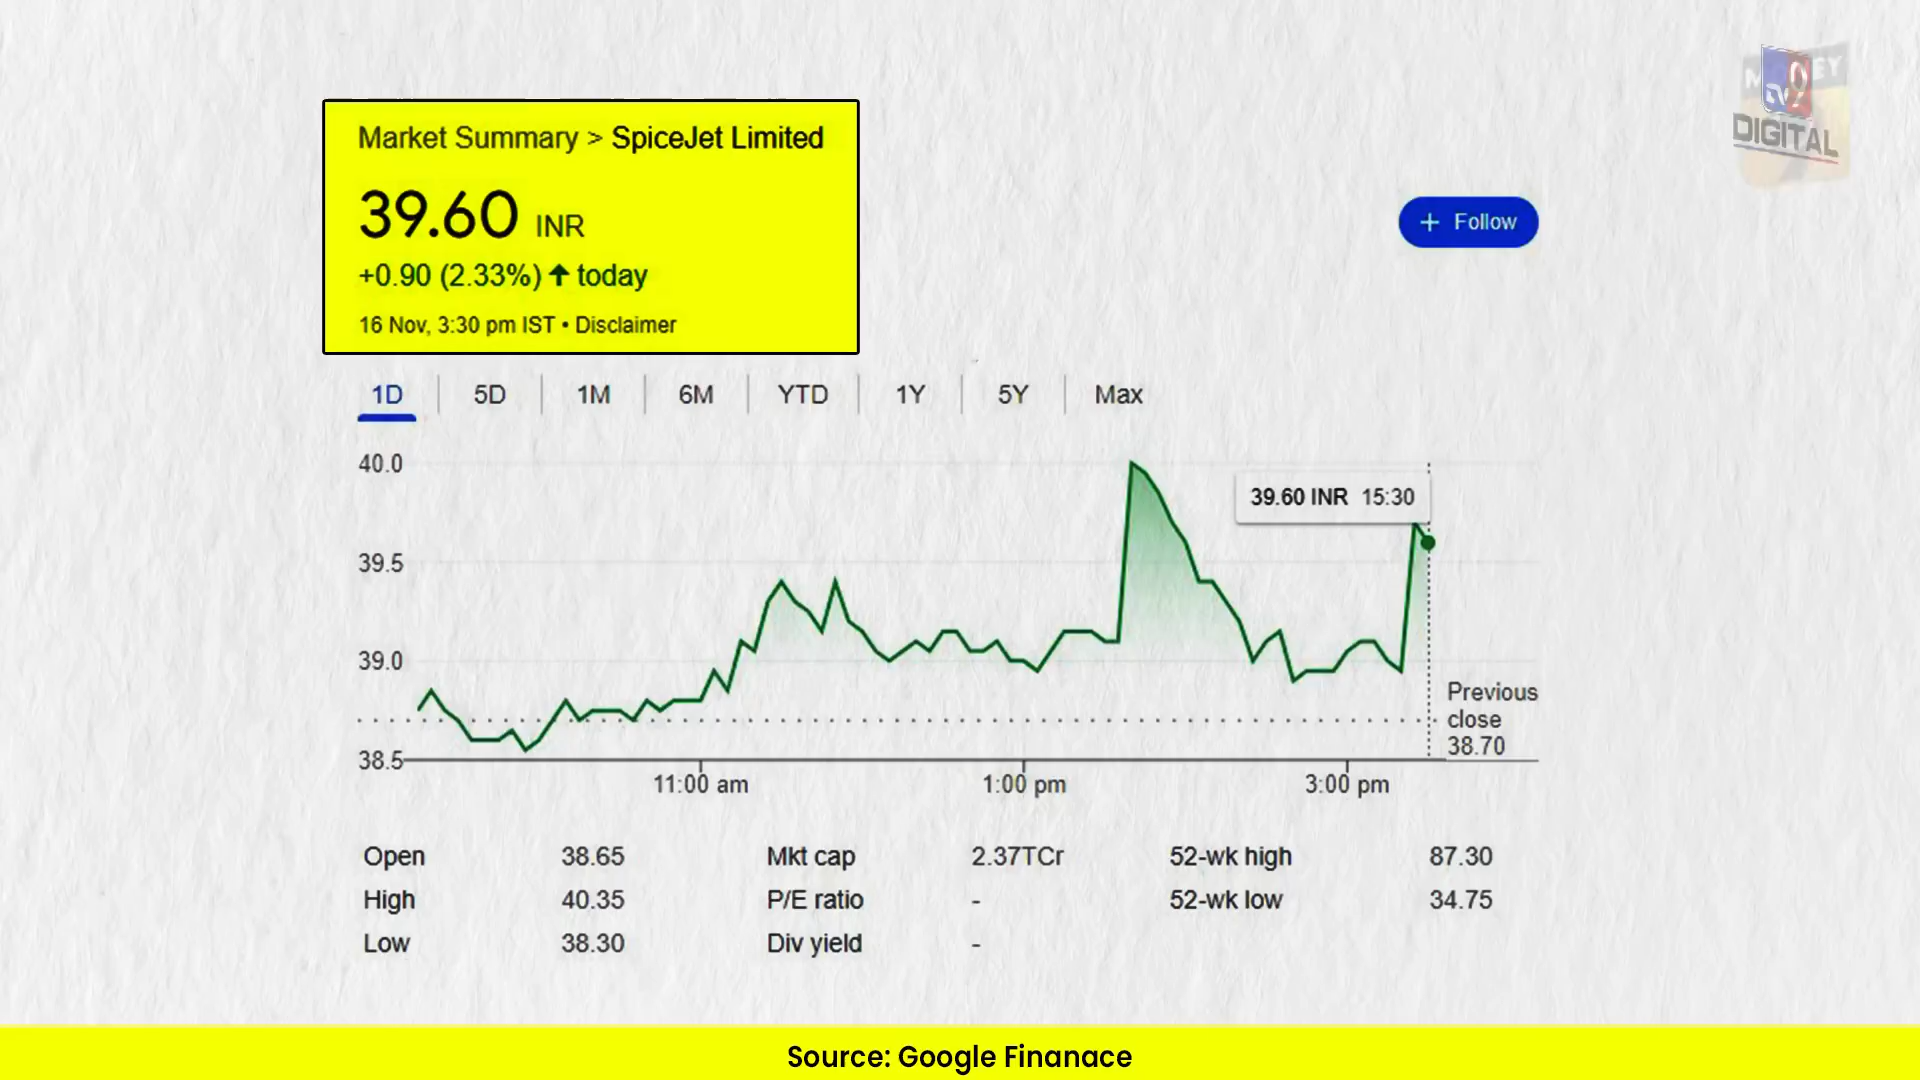 MONEY
TV9
DIGITAL
Market Summary > SpiceJet Limited
39.60 INR
+0.90 (2.33%) ↑ today
16 Nov, 3:30 pm IST • Disclaimer
+ Follow
1D 5D 1M 6M YTD 1Y 5Y Max
40.0
39.60 INR 15:30
39.5
39.0
Previous
close
38.70
38.5
11:00 am 1:00 pm 3:00 pm
Open 38.65 Mkt cap 2.37TCr 52-wk high 87.30
High 40.35 P/E ratio - 52-wk low 34.75
Low 38.30 Div yield -
Source: Google Finanace